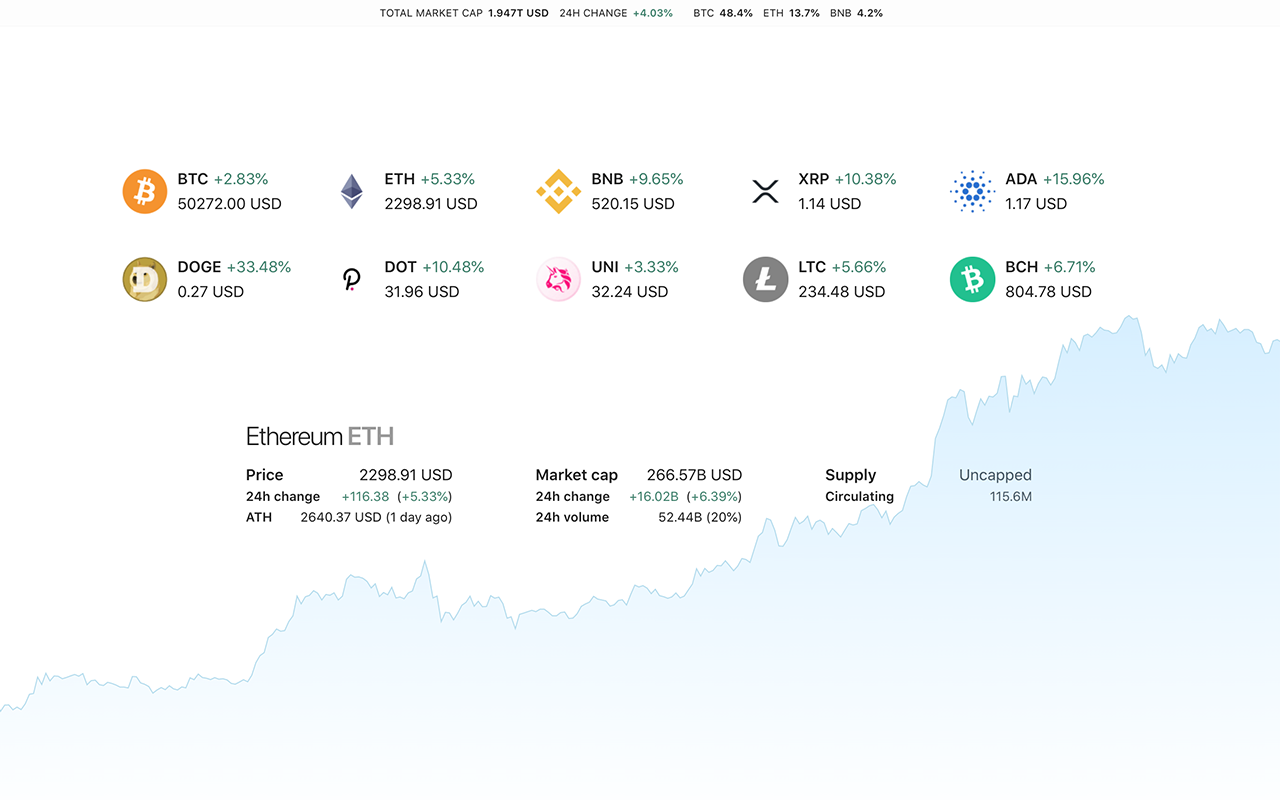 TOTAL MARKET CAP 1.947T USD 24H CHANGE +4.03% BTC 48.4% ETH 13.7% BNB 4.2%
BTC +2.83%
50272.00 USD
ETH +5.33%
2298.91 USD
BNB +9.65%
520.15 USD
XRP +10.38%
1.14 USD
ADA +15.96%
1.17 USD
DOGE +33.48%
0.27 USD
DOT +10.48%
31.96 USD
UNI +3.33%
32.24 USD
LTC +5.66%
234.48 USD
BCH +6.71%
804.78 USD
Ethereum ETH
Price 2298.91 USD
24h change +116.38 (+5.33%)
ATH 2640.37 USD (1 day ago)
Market cap 266.57B USD
24h change +16.02B (+6.39%)
24h volume 52.44B (20%)
Supply Uncapped
Circulating 115.6M